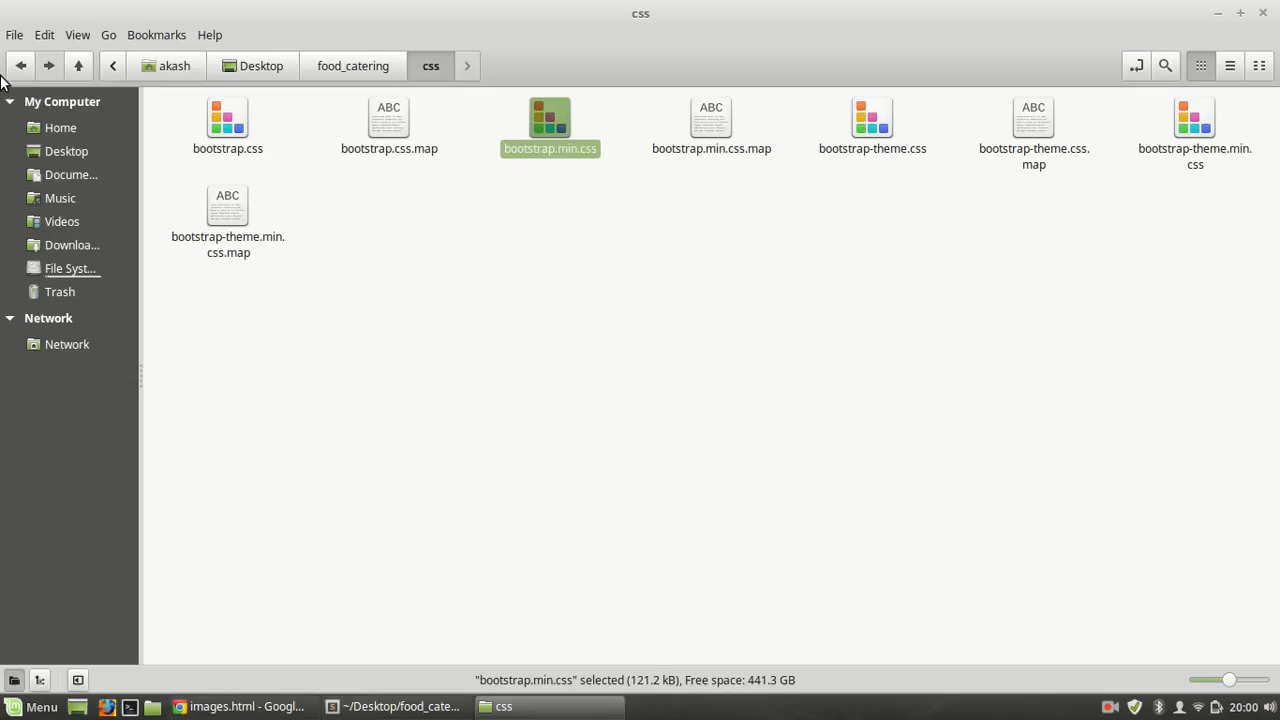 css
File Edit View Go Bookmarks Help
akash Desktop food_catering css
My Computer
Home
Desktop
Docume...
Music
Videos
Downloa...
File Syst...
Trash
Network
Network
ABC
ABC
ABC
bootstrap.css
bootstrap.css.map
bootstrap.min.css
bootstrap.min.css.map
bootstrap-theme.css
bootstrap-theme.css.
map
bootstrap-theme.min.
css
ABC
bootstrap-theme.min.
css.map
"bootstrap.min.css" selected (121.2 kB), Free space: 441.3 GB
Menu images.html - Googl... ~/Desktop/food_cate... css 20:00